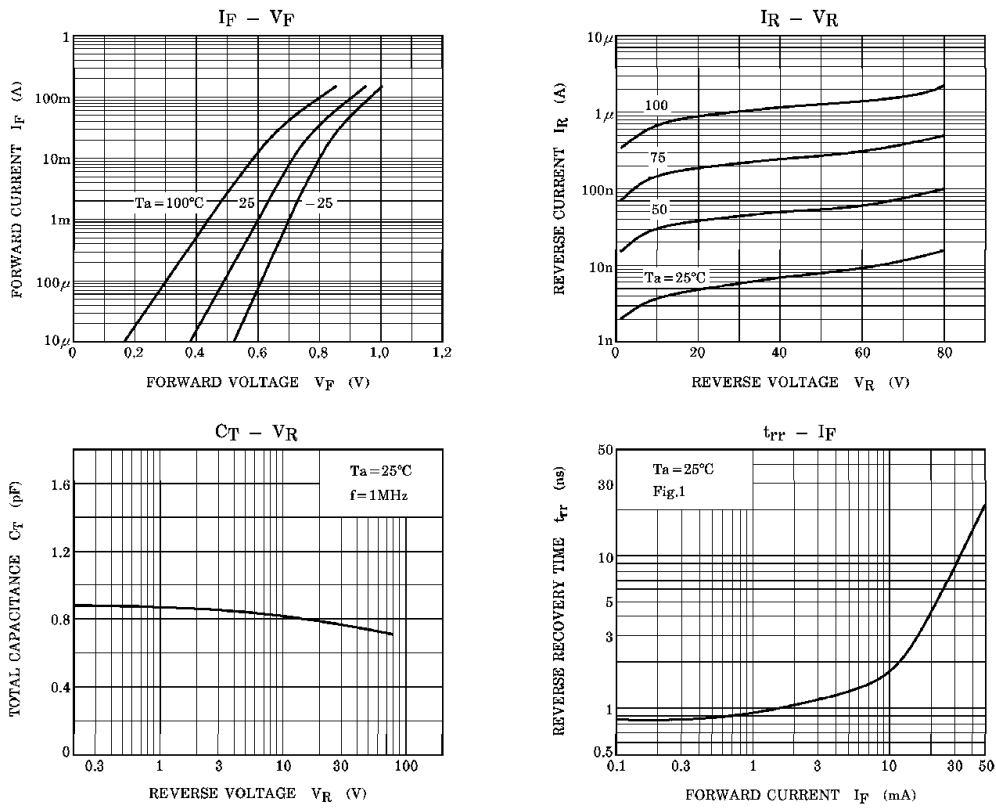 IF – VF
FORWARD CURRENT IF (A)
1
100m
10m
1m
100μ
10μ
Ta=100℃
25
−25
0
0.2
0.4
0.6
0.8
1.0
1.2
FORWARD VOLTAGE VF (V)
IR – VR
REVERSE CURRENT IR (A)
10μ
1μ
100n
10n
1n
100
75
50
Ta=25℃
0
20
40
60
80
REVERSE VOLTAGE VR (V)
CT – VR
TOTAL CAPACITANCE CT (pF)
1.6
1.2
0.8
0.4
0
Ta=25℃
f=1MHz
0.3
1
3
10
30
100
REVERSE VOLTAGE VR (V)
trr – IF
REVERSE RECOVERY TIME trr (ns)
50
30
10
5
3
1
0.5
Ta=25℃
Fig.1
0.1
0.3
1
3
10
30
50
FORWARD CURRENT IF (mA)